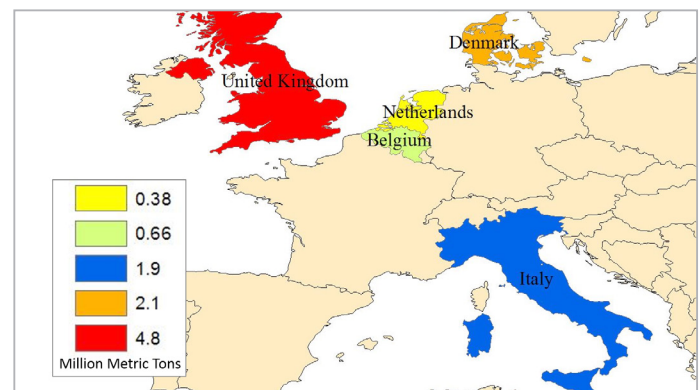 Denmark
United Kingdom
Netherlands
Belgium
Italy
0.38
0.66
1.9
2.1
4.8
Million Metric Tons